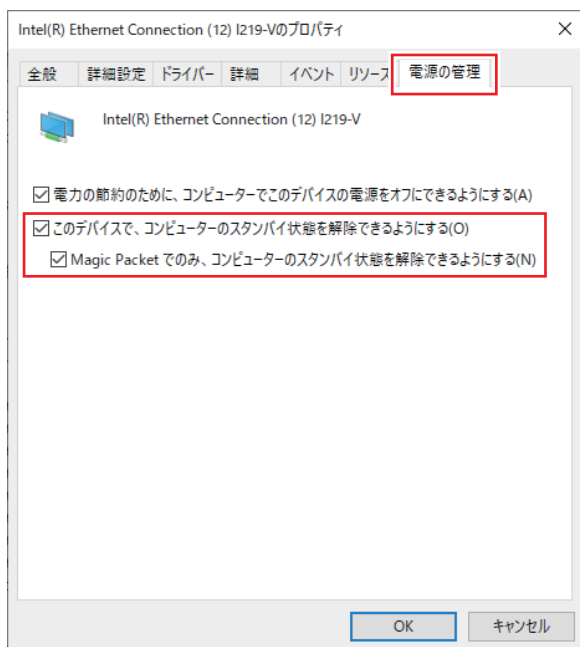 Intel(R) Ethernet Connection (12) I219-Vのプロパティ
全般 詳細設定 ドライバー 詳細 イベント リソース 電源の管理
Intel(R) Ethernet Connection (12) I219-V
電力の節約のために、コンピューターでこのデバイスの電源をオフにできるようにする(A)
このデバイスで、コンピューターのスタンバイ状態を解除できるようにする(O)
Magic Packet でのみ、コンピューターのスタンバイ状態を解除できるようにする(N)
OK キャンセル